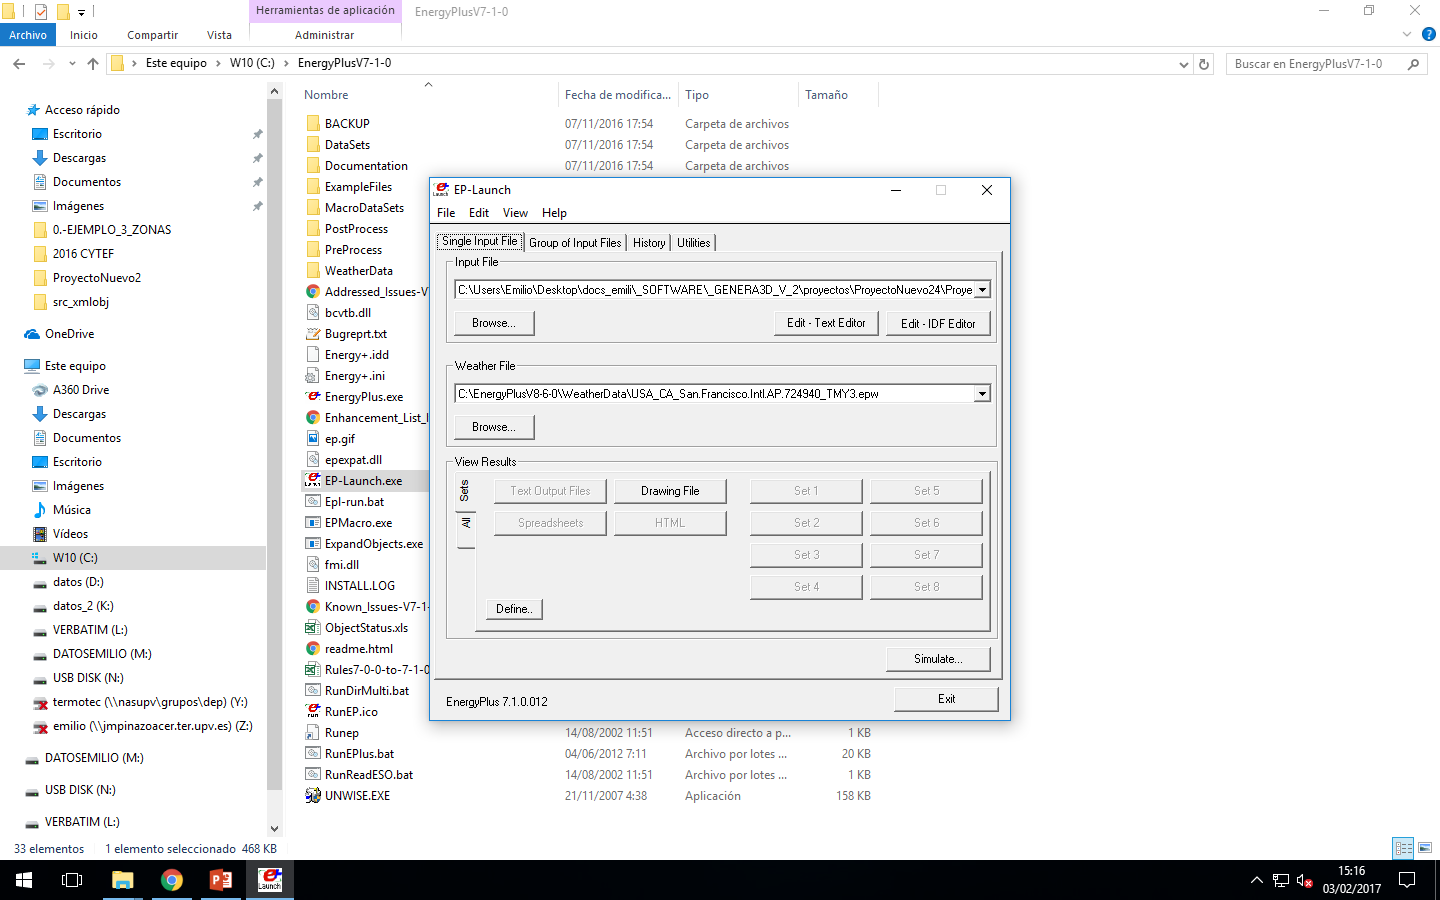 Herramientas de aplicación
EnergyPlusV7-1-0
Archivo
Inicio
Compartir
Vista
Administrar
Este equipo
W10 (C:)
EnergyPlusV7-1-0
Buscar en EnergyPlusV7-1-0
Acceso rápido
Escritorio
Descargas
Documentos
Imágenes
0.-EJEMPLO_3_ZONAS
2016 CYTEF
ProyectoNuevo2
src_xmlobj
OneDrive
Este equipo
A360 Drive
Descargas
Documentos
Escritorio
Imágenes
Música
Vídeos
W10 (C:)
datos (D:)
datos_2 (K:)
VERBATIM (L:)
DATOSEMILIO (M:)
USB DISK (N:)
termotec (\\nasupv\grupos\dep) (Y:)
emilio (\\jmpinazoacer.ter.upv.es) (Z:)
DATOSEMILIO (M:)
USB DISK (N:)
VERBATIM (L:)
Nombre
Fecha de modifica...
Tipo
Tamaño
BACKUP 07/11/2016 17:54 Carpeta de archivos
DataSets 07/11/2016 17:54 Carpeta de archivos
Documentation 07/11/2016 17:54 Carpeta de archivos
ExampleFiles
MacroDataSets
PostProcess
PreProcess
WeatherData
Addressed_Issues-V
bcvtb.dll
Bugreprt.txt
Energy+.idd
Energy+.ini
EnergyPlus.exe
Enhancement_List_
ep.gif
epexpat.dll
EP-Launch.exe
Epl-run.bat
EPMacro.exe
ExpandObjects.exe
fmi.dll
INSTALL.LOG
Known_Issues-V7-1-
ObjectStatus.xls
readme.html
Rules7-0-0-to-7-1-0
RunDirMulti.bat
RunEP.ico
Runep 14/08/2002 11:51 Acceso directo a p... 1 KB
RunEPlus.bat 04/06/2012 7:11 Archivo por lotes ... 20 KB
RunReadESO.bat 14/08/2002 11:51 Archivo por lotes ... 1 KB
UNWISE.EXE 21/11/2007 4:38 Aplicación 158 KB
EP-Launch
File Edit View Help
Single Input File Group of Input Files History Utilities
Input File
C:\Users\Emilio\Desktop\docs_emili\_SOFTWARE\_GENERA3D_V_2\proyectos\ProyectoNuevo24\Proye
Browse... Edit - Text Editor Edit - IDF Editor
Weather File
C:\EnergyPlusV8-6-0\WeatherData\USA_CA_San.Francisco.Intl.AP.724940_TMY3.epw
Browse...
View Results
Sets
All
Text Output Files Drawing File Set 1 Set 5
Spreadsheets HTML Set 2 Set 6
Set 3 Set 7
Set 4 Set 8
Define..
Simulate...
EnergyPlus 7.1.0.012
Exit
33 elementos 1 elemento seleccionado 468 KB
Launch
15:16
03/02/2017